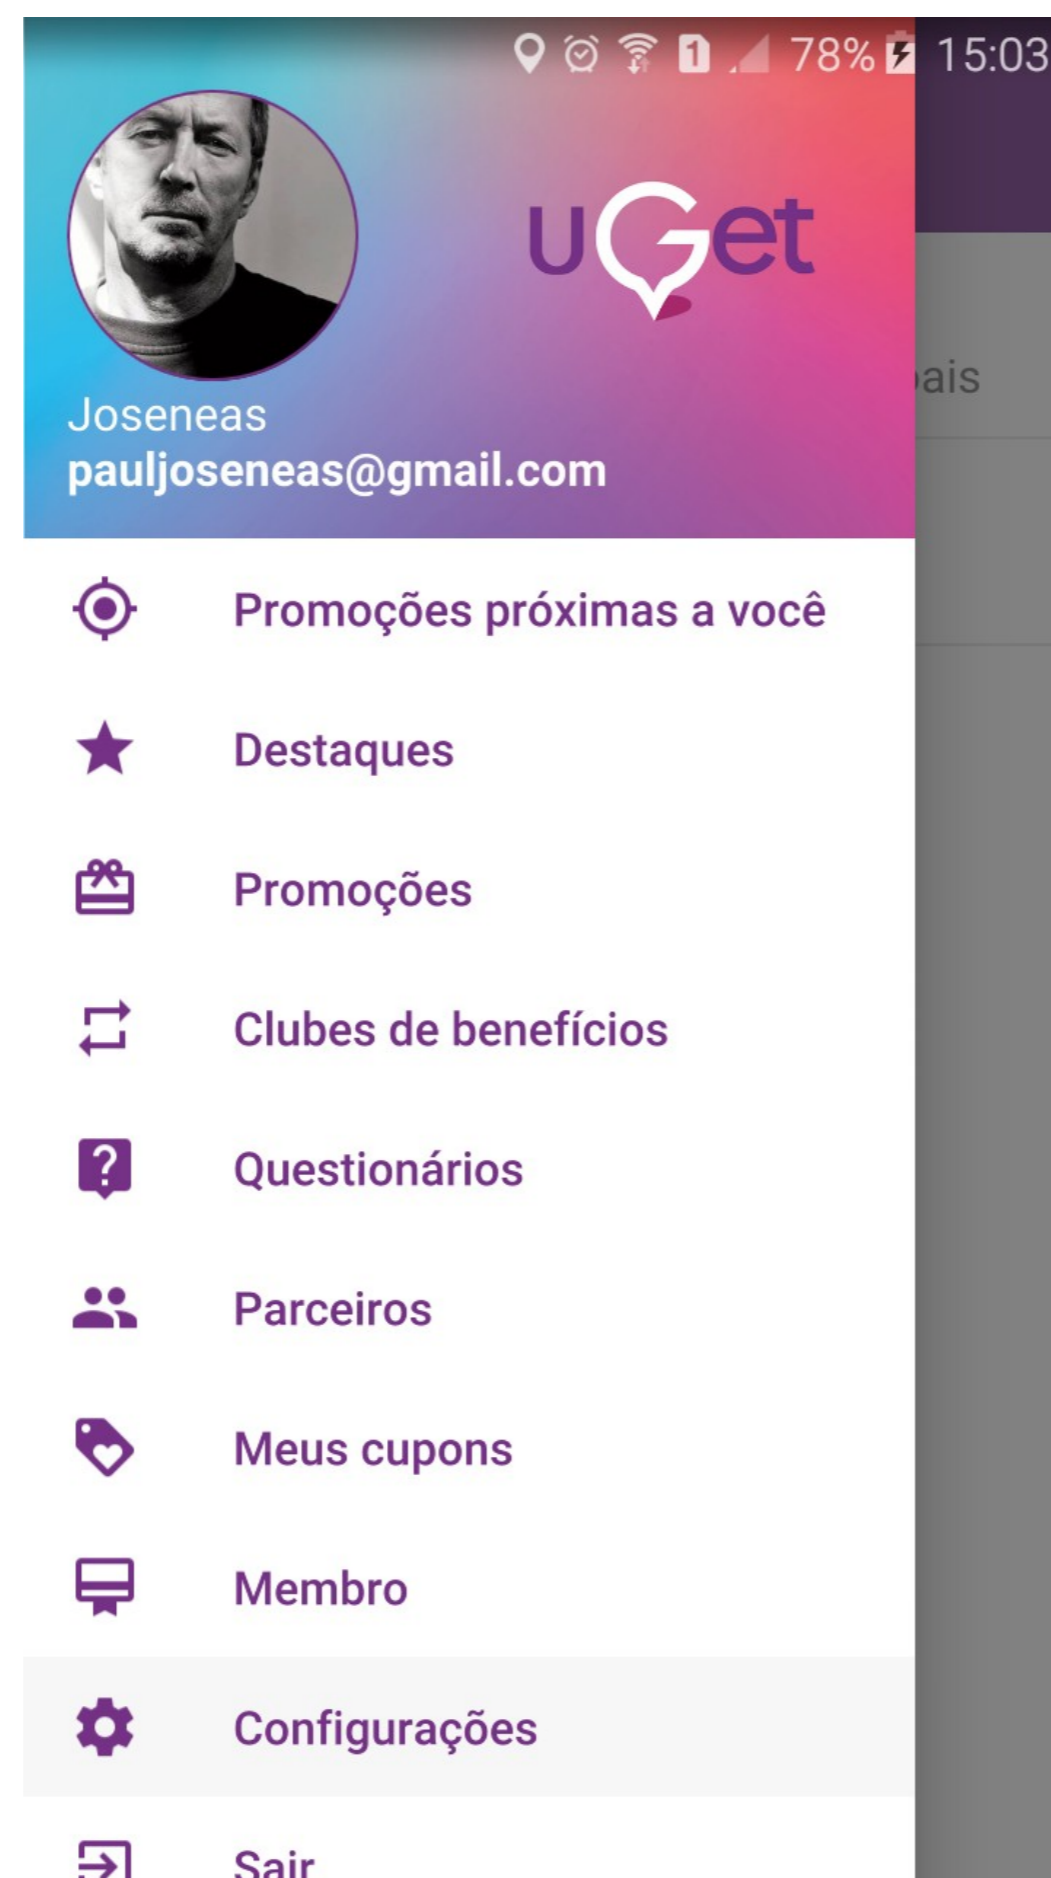 1 78% 15:03
uGet
Joseneas
pauljoseneas@gmail.com
Promoções próximas a você
Destaques
Promoções
Clubes de benefícios
Questionários
Parceiros
Meus cupons
Membro
Configurações
Sair